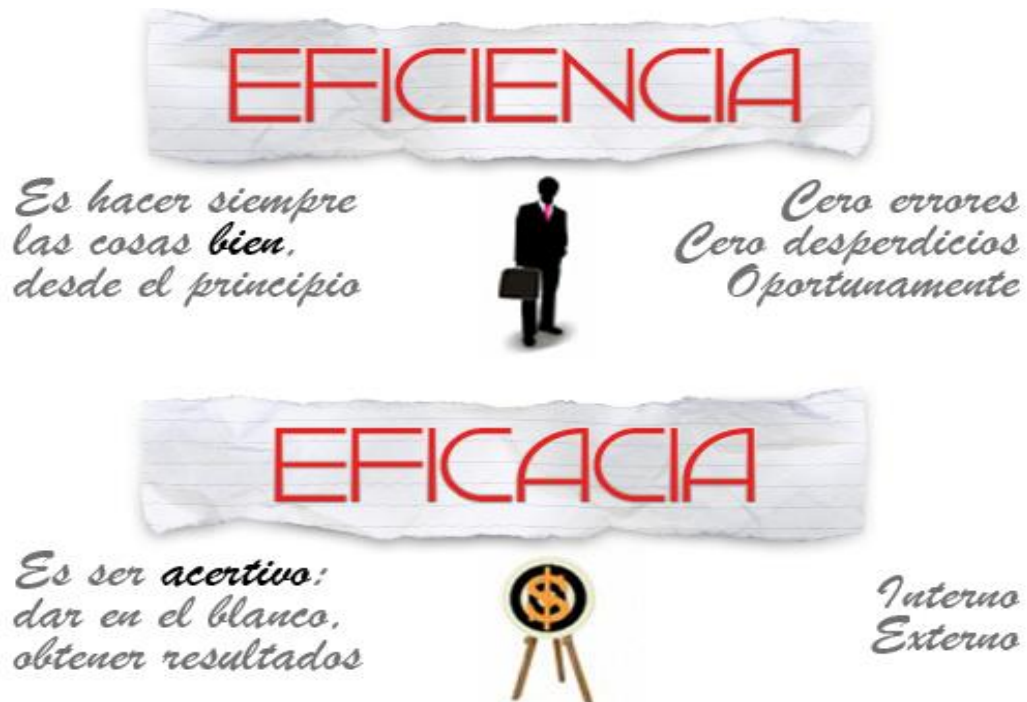 EFICIENCIA
Es hacer siempre
las cosas bien,
desde el principio
Cero errores
Cero desperdicios
Oportunamente
EFICACIA
Es ser acertivo:
dar en el blanco,
obtener resultados
Interno
Externo